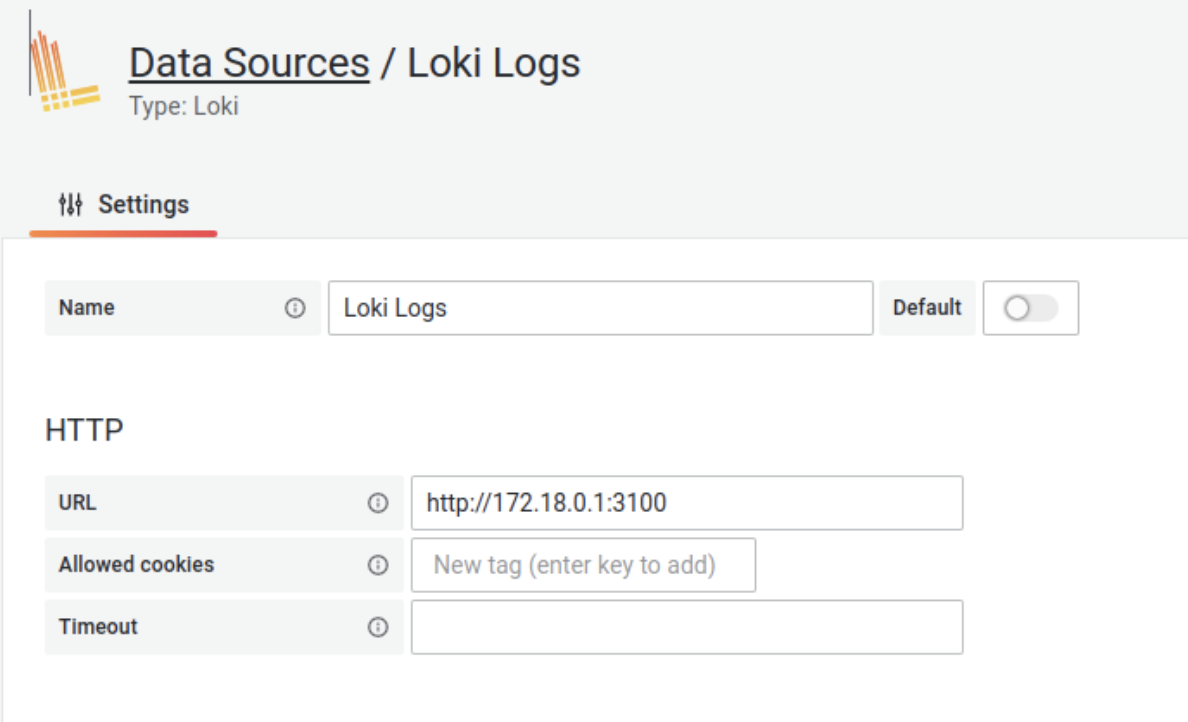 Data Sources / Loki Logs
Type: Loki
Settings
Name Loki Logs Default
HTTP
URL http://172.18.0.1:3100
Allowed cookies New tag (enter key to add)
Timeout